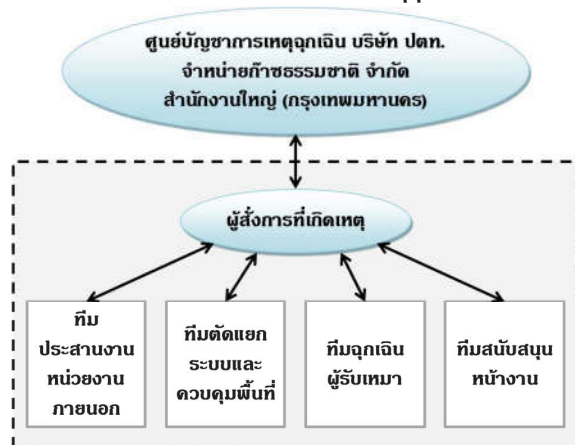 ศูนย์บัญชาการเหตุฉุกเฉิน บริษัท ปตท.
จำหน่ายก๊าซธรรมชาติ จำกัด
สำนักงานใหญ่ (กรุงเทพมหานคร)
ผู้สั่งการที่เกิดเหตุ
ทีม
ประสานงาน
หน่วยงาน
ภายนอก
ทีมตัดแยก
ระบบและ
ควบคุมพื้นที่
ทีมฉุกเฉิน
ผู้รับเหมา
ทีมสนับสนุน
หน้างาน